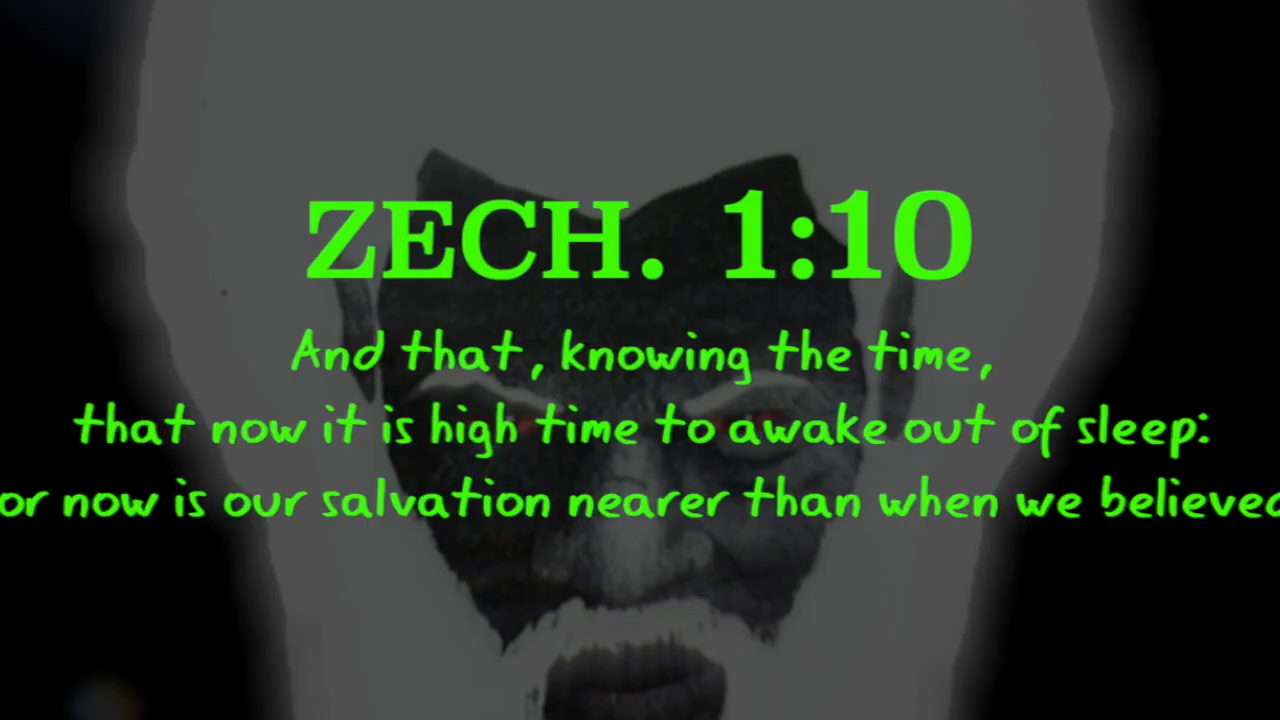 ZECH. 1:10
And that, knowing the time,
that now it is high time to awake out of sleep:
or now is our salvation nearer than when we believed